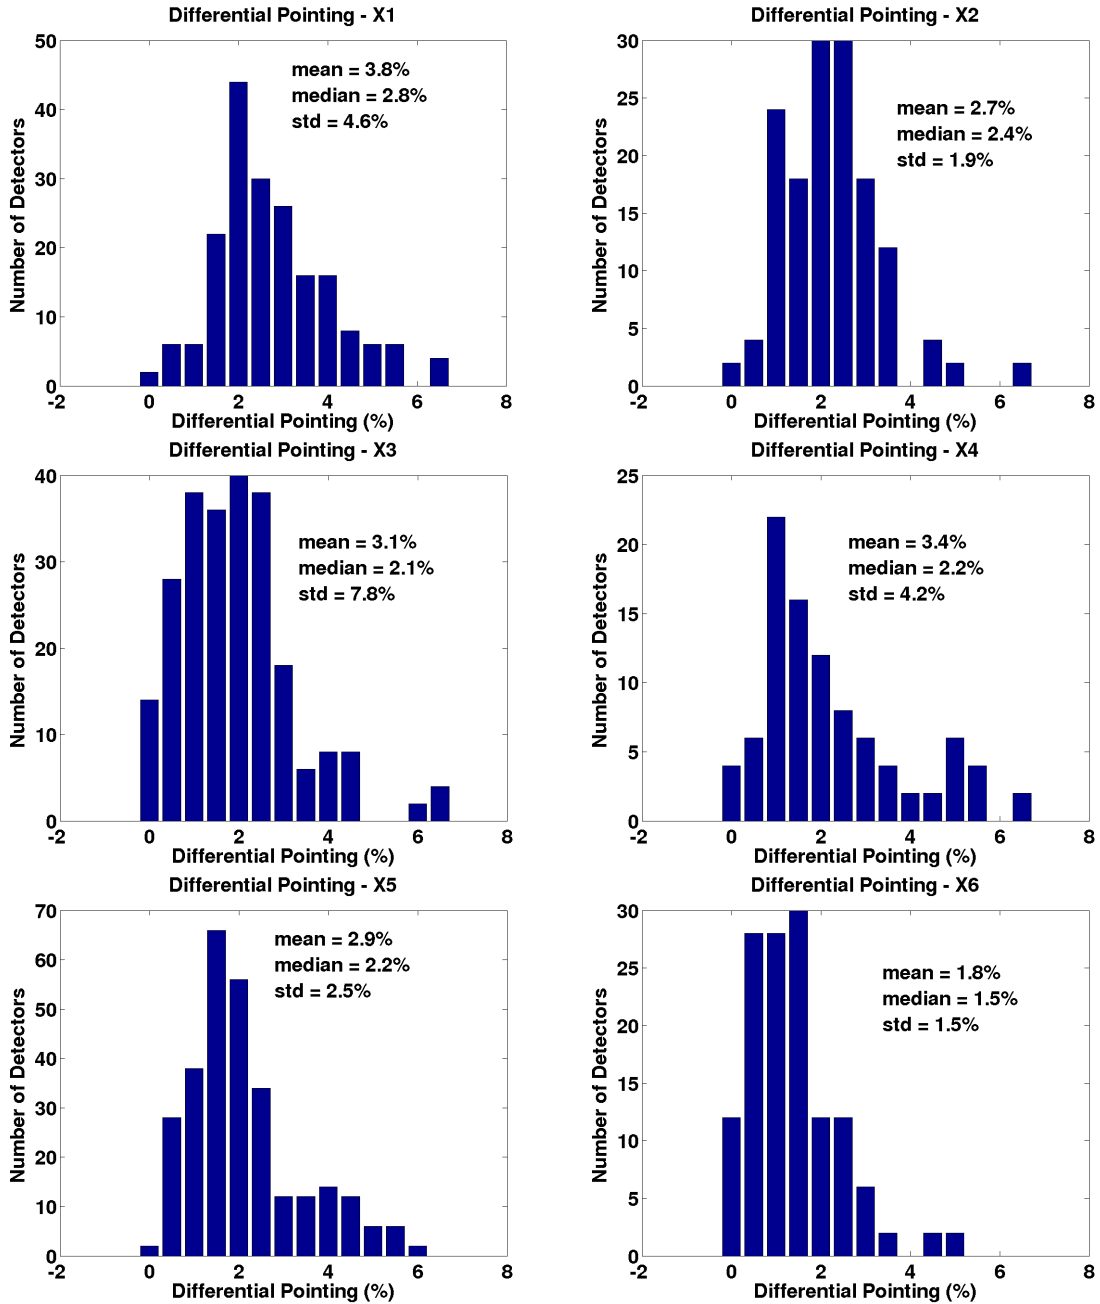 Differential Pointing - X1
50
40
30
20
10
0
Number of Detectors
mean = 3.8%
median = 2.8%
std = 4.6%
-2 0 2 4 6 8
Differential Pointing (%)
Differential Pointing - X2
30
25
20
15
10
5
0
Number of Detectors
mean = 2.7%
median = 2.4%
std = 1.9%
-2 0 2 4 6 8
Differential Pointing (%)
Differential Pointing - X3
40
30
20
10
0
Number of Detectors
mean = 3.1%
median = 2.1%
std = 7.8%
-2 0 2 4 6 8
Differential Pointing (%)
Differential Pointing - X4
25
20
15
10
5
0
Number of Detectors
mean = 3.4%
median = 2.2%
std = 4.2%
-2 0 2 4 6 8
Differential Pointing (%)
Differential Pointing - X5
70
60
50
40
30
20
10
0
Number of Detectors
mean = 2.9%
median = 2.2%
std = 2.5%
-2 0 2 4 6 8
Differential Pointing (%)
Differential Pointing - X6
30
25
20
15
10
5
0
Number of Detectors
mean = 1.8%
median = 1.5%
std = 1.5%
-2 0 2 4 6 8
Differential Pointing (%)